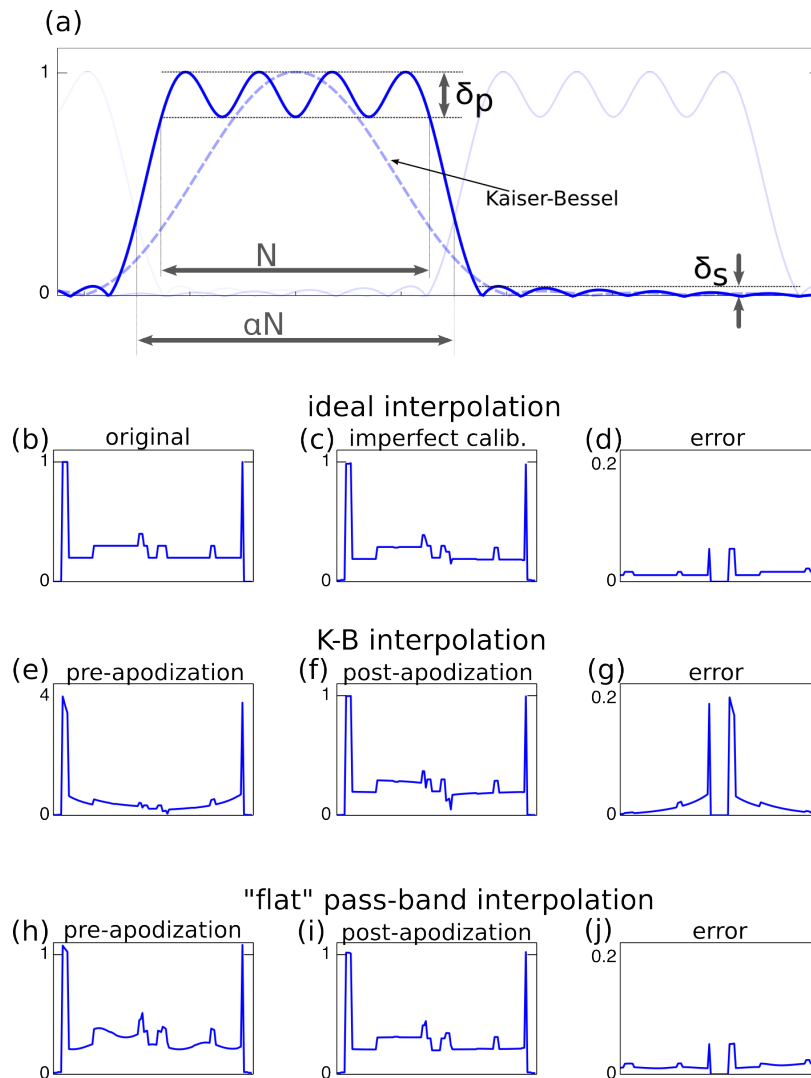 (a)
1
δp
Kaiser-Bessel
N
δs
0
αN
ideal interpolation
(b) original
(c) imperfect calib.
(d) error
1
0
1
0
0.2
0
K-B interpolation
(e) pre-apodization
(f) post-apodization
(g) error
4
0
1
0
0.2
0
"flat" pass-band interpolation
(h) pre-apodization
(i) post-apodization
(j) error
1
0
1
0
0.2
0